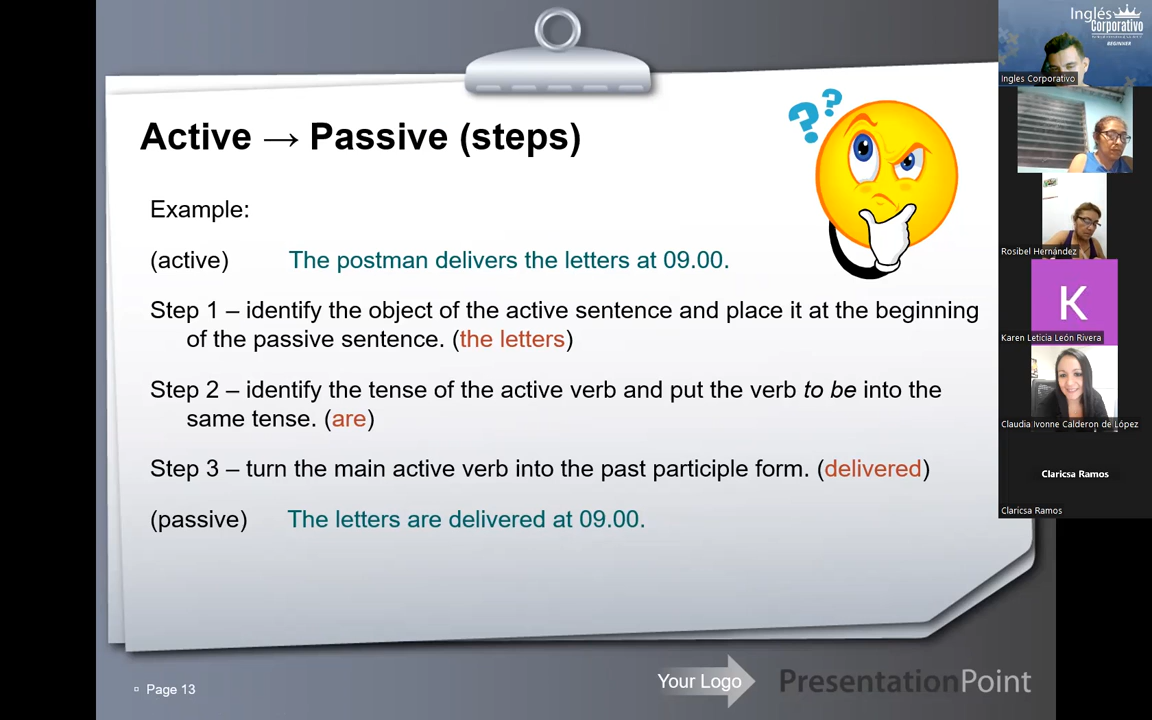 Active → Passive (steps)
Example:
(active) The postman delivers the letters at 09.00.
Step 1 – identify the object of the active sentence and place it at the beginning
of the passive sentence. (the letters)
Step 2 – identify the tense of the active verb and put the verb to be into the
same tense. (are)
Step 3 – turn the main active verb into the past participle form. (delivered)
(passive) The letters are delivered at 09.00.
Page 13
Your Logo
PresentationPoint
??
Inglés
Corporativo
BEGINNER
Ingles Corporativo
Rosibel Hernández
K
Karen Leticia León Rivera
Claudia Ivonne Calderon de López
Claricsa Ramos
Claricsa Ramos